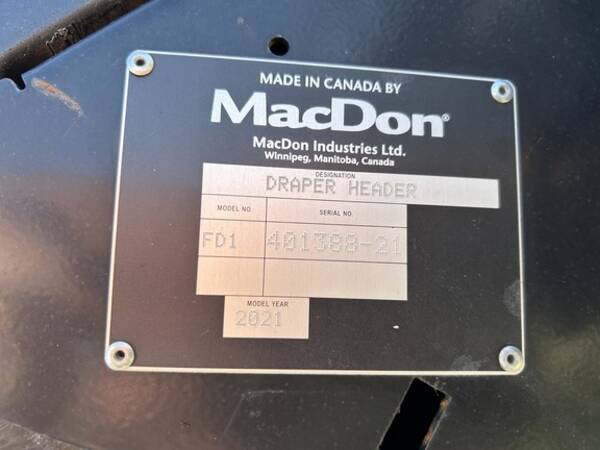 MADE IN CANADA BY
MacDon®
MacDon Industries Ltd.
Winnipeg, Manitoba, Canada
DESIGNATION
DRAPER HEADER
MODEL NO. SERIAL NO.
FD1 401388-21
MODEL YEAR
2021